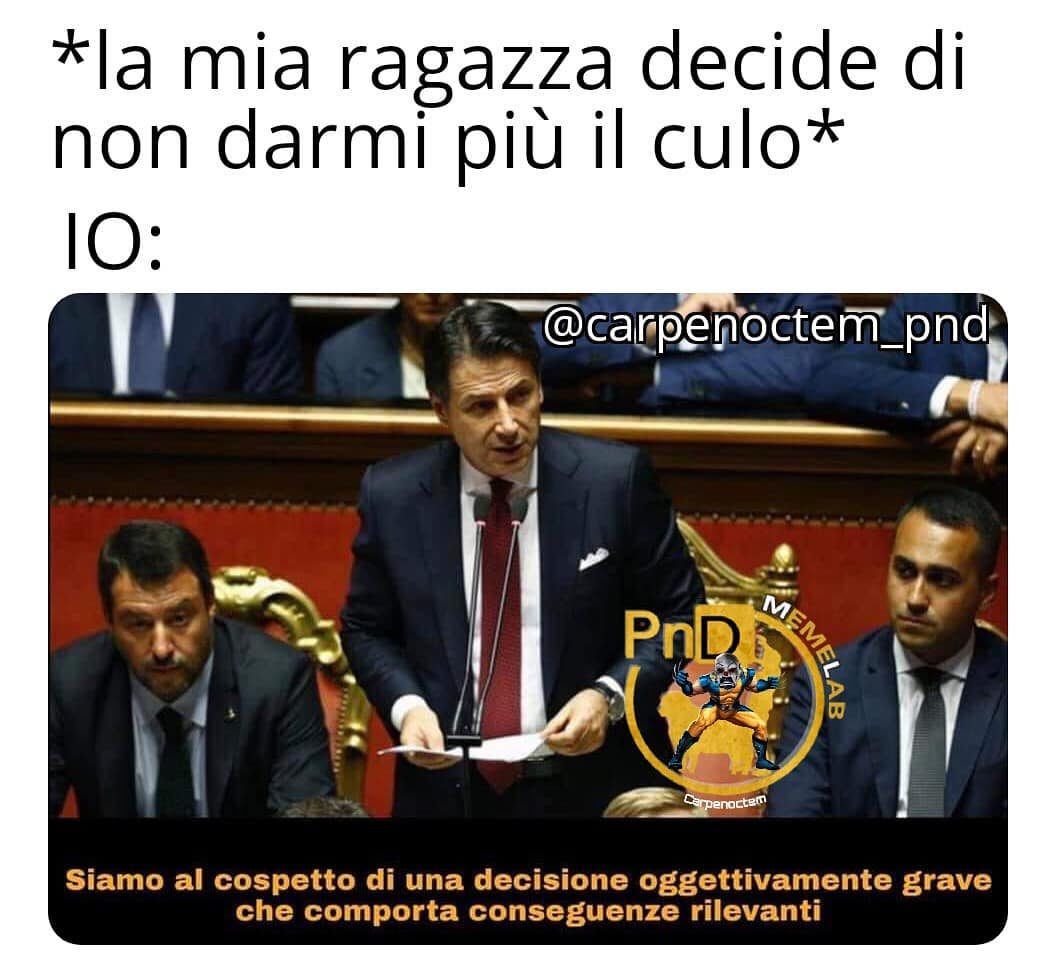 *la mia ragazza decide di
non darmi più il culo*
IO:
@carpenoctem_pnd
PnD
MEMELAB
Carpenoctem
Siamo al cospetto di una decisione oggettivamente grave
che comporta conseguenze rilevanti